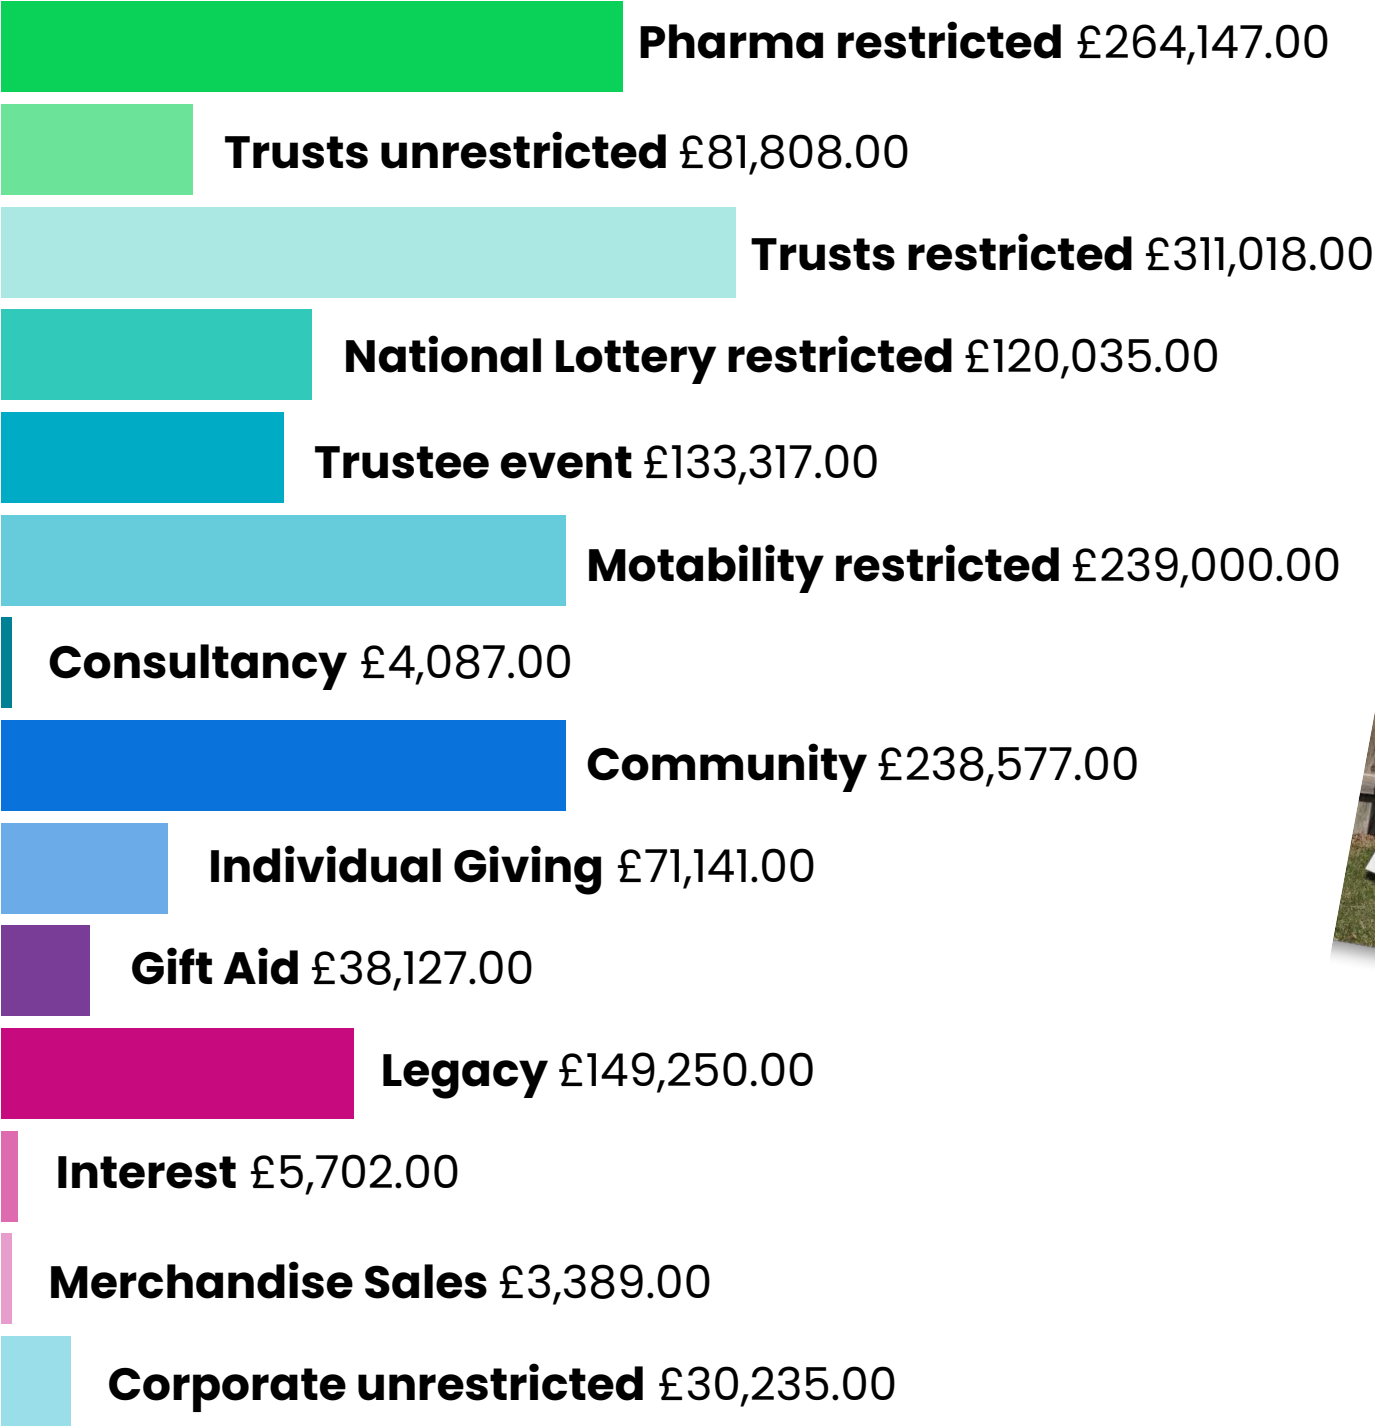 Pharma restricted £264,147.00
Trusts unrestricted £81,808.00
Trusts restricted £311,018.00
National Lottery restricted £120,035.00
Trustee event £133,317.00
Motability restricted £239,000.00
Consultancy £4,087.00
Community £238,577.00
Individual Giving £71,141.00
Gift Aid £38,127.00
Legacy £149,250.00
Interest £5,702.00
Merchandise Sales £3,389.00
Corporate unrestricted £30,235.00